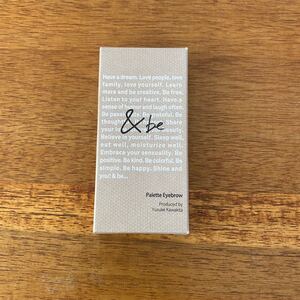 Have a dream. Love people, love
family, love yourself. Learn
more and be creative. Be free.
Listen to your heart. Have a
sense of humor and laugh often.
Be passionate
thoughtful
&be
Believe in yourself. Sleep well,
eat well, moisturize well.
Embrace your sensuality. Be
positive. Be kind. Be colorful. Be
simple. Be happy. Shine and
you! & be...
Palette Eyebrow
Produced by
Yusuke Kawakita